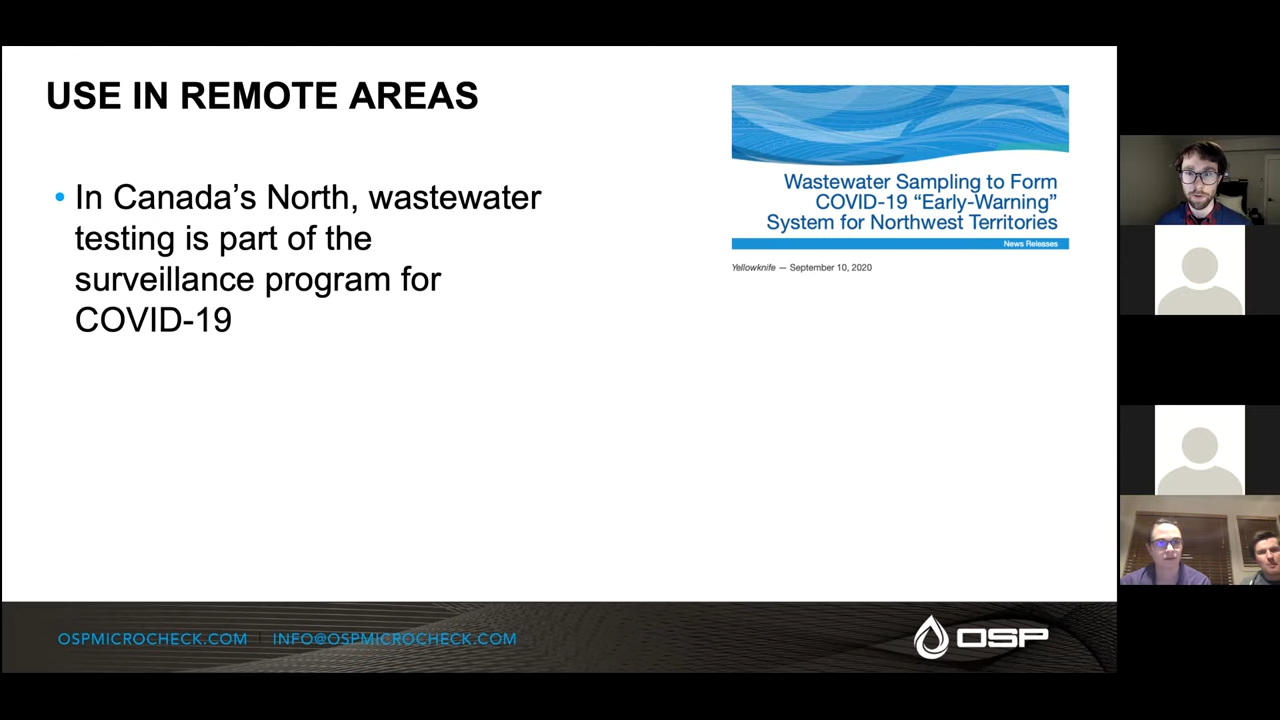 USE IN REMOTE AREAS
• In Canada’s North, wastewater
testing is part of the
surveillance program for
COVID-19
Wastewater Sampling to Form
COVID-19 “Early-Warning”
System for Northwest Territories
News Releases
Yellowknife — September 10, 2020
OSPMICROCHECK.COM | INFO@OSPMICROCHECK.COM
OSP